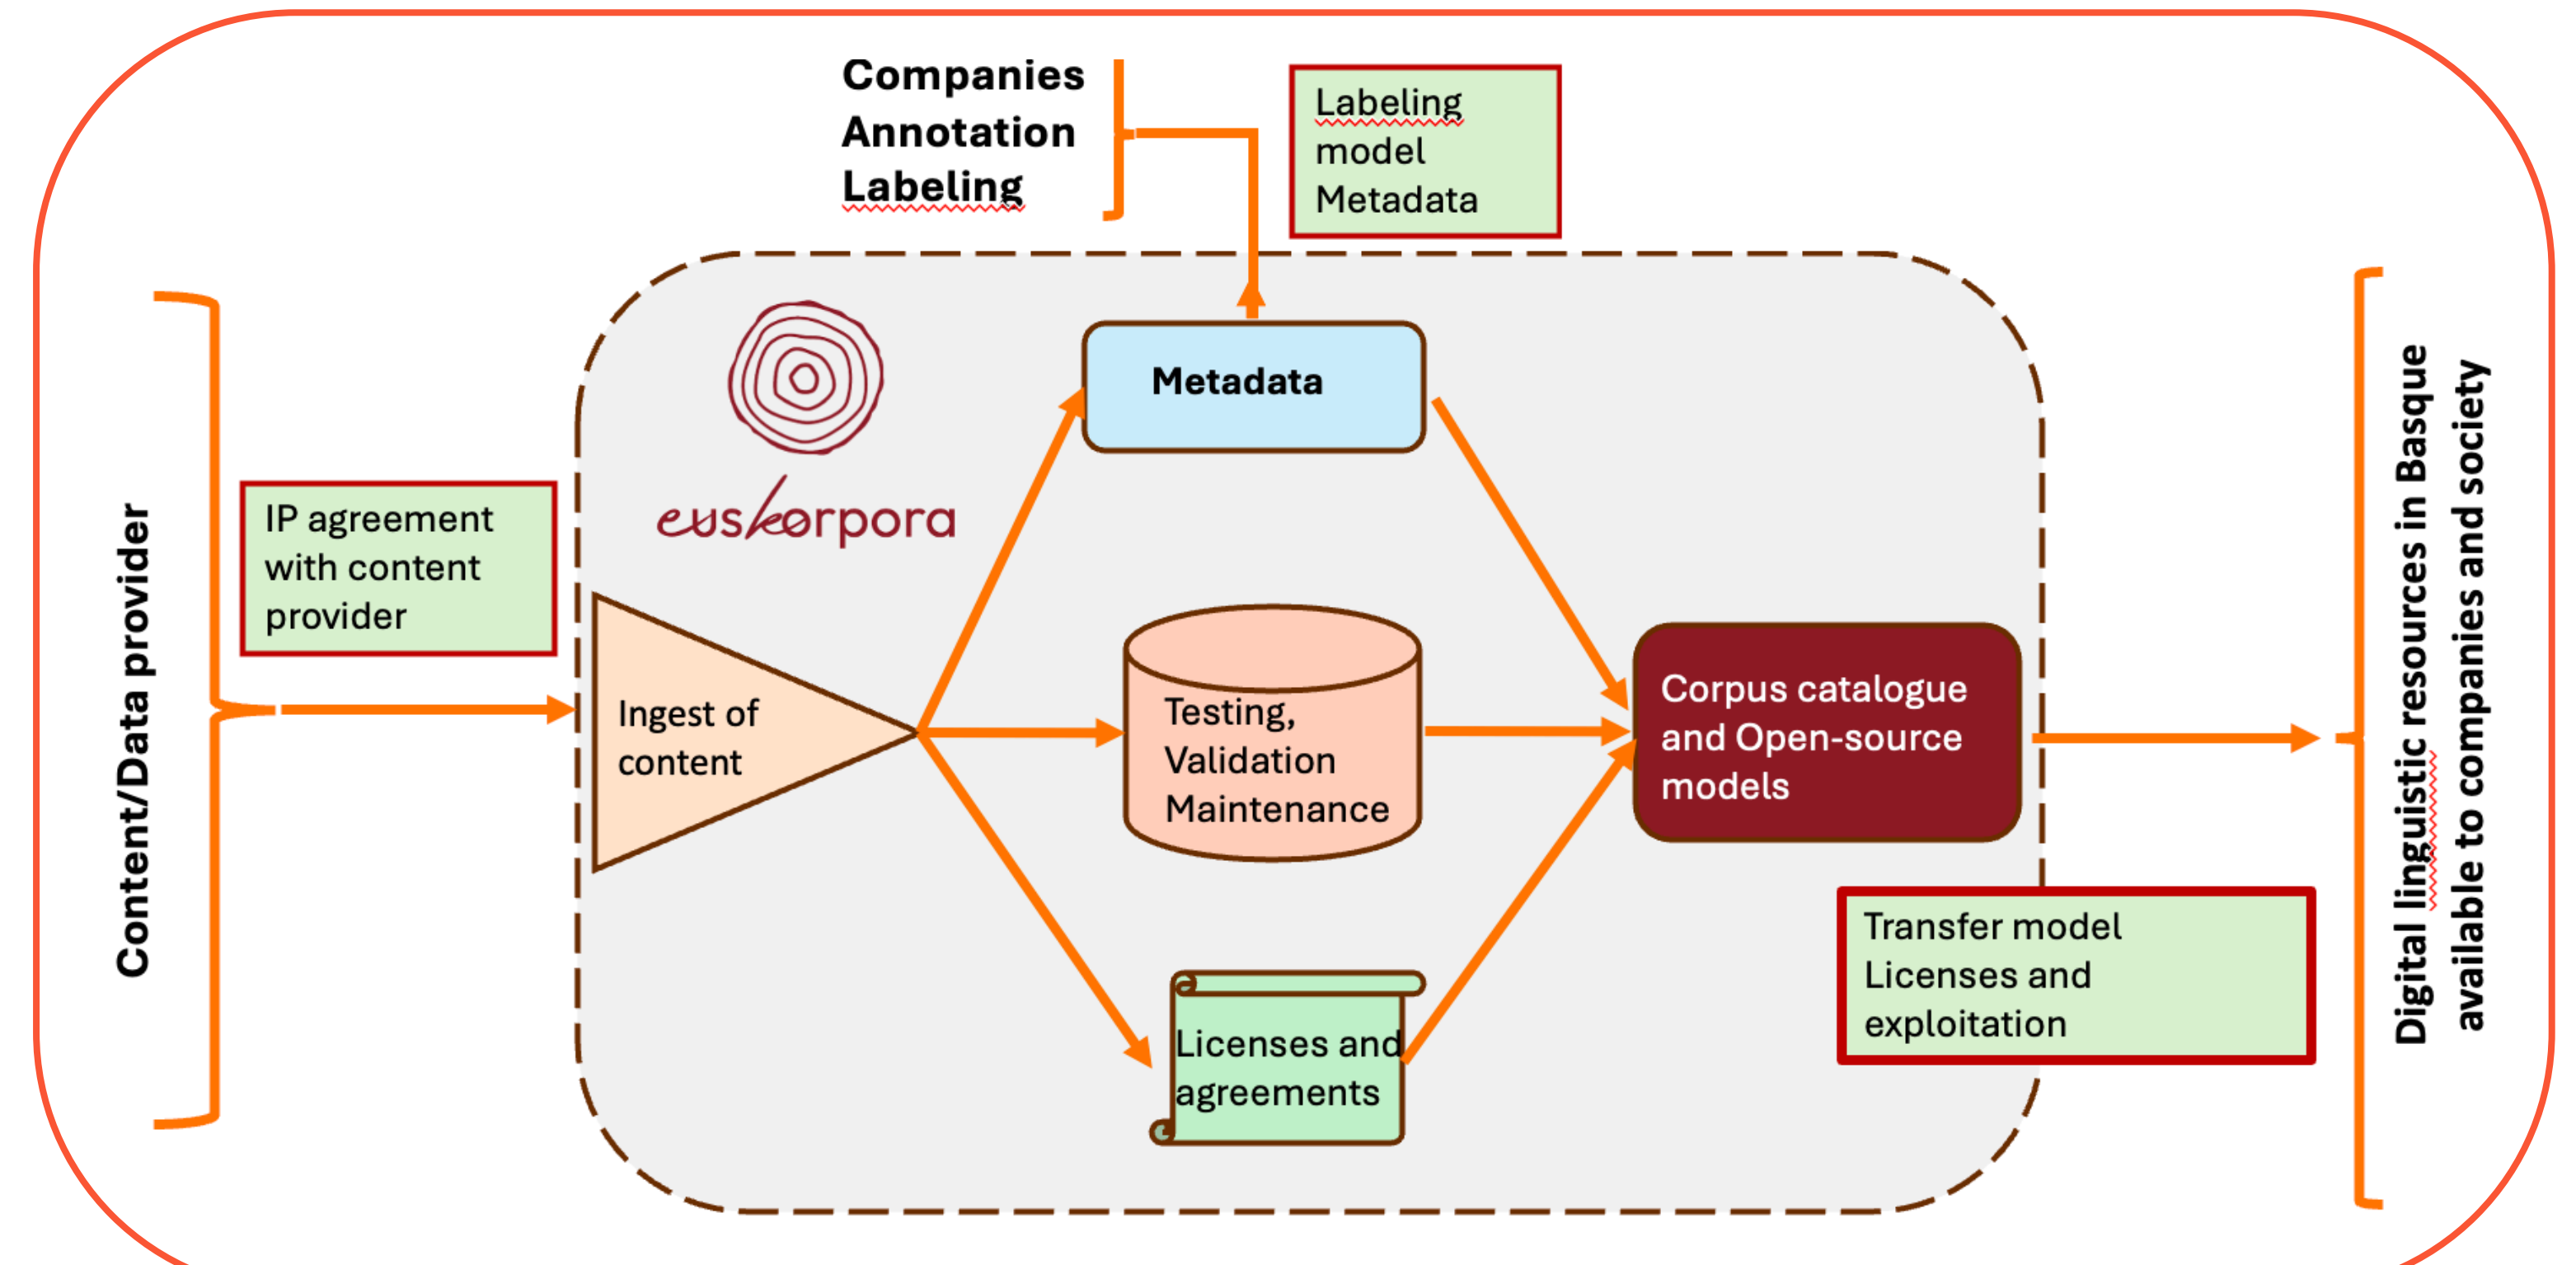 Companies
Annotation
Labeling
Labeling
model
Metadata
Content/Data provider
IP agreement
with content
provider
euskorpora
Metadata
Ingest of
content
Testing,
Validation
Maintenance
Licenses and
agreements
Corpus catalogue
and Open-source
models
Transfer model
Licenses and
exploitation
Digital linguistic resources in Basque
available to companies and society